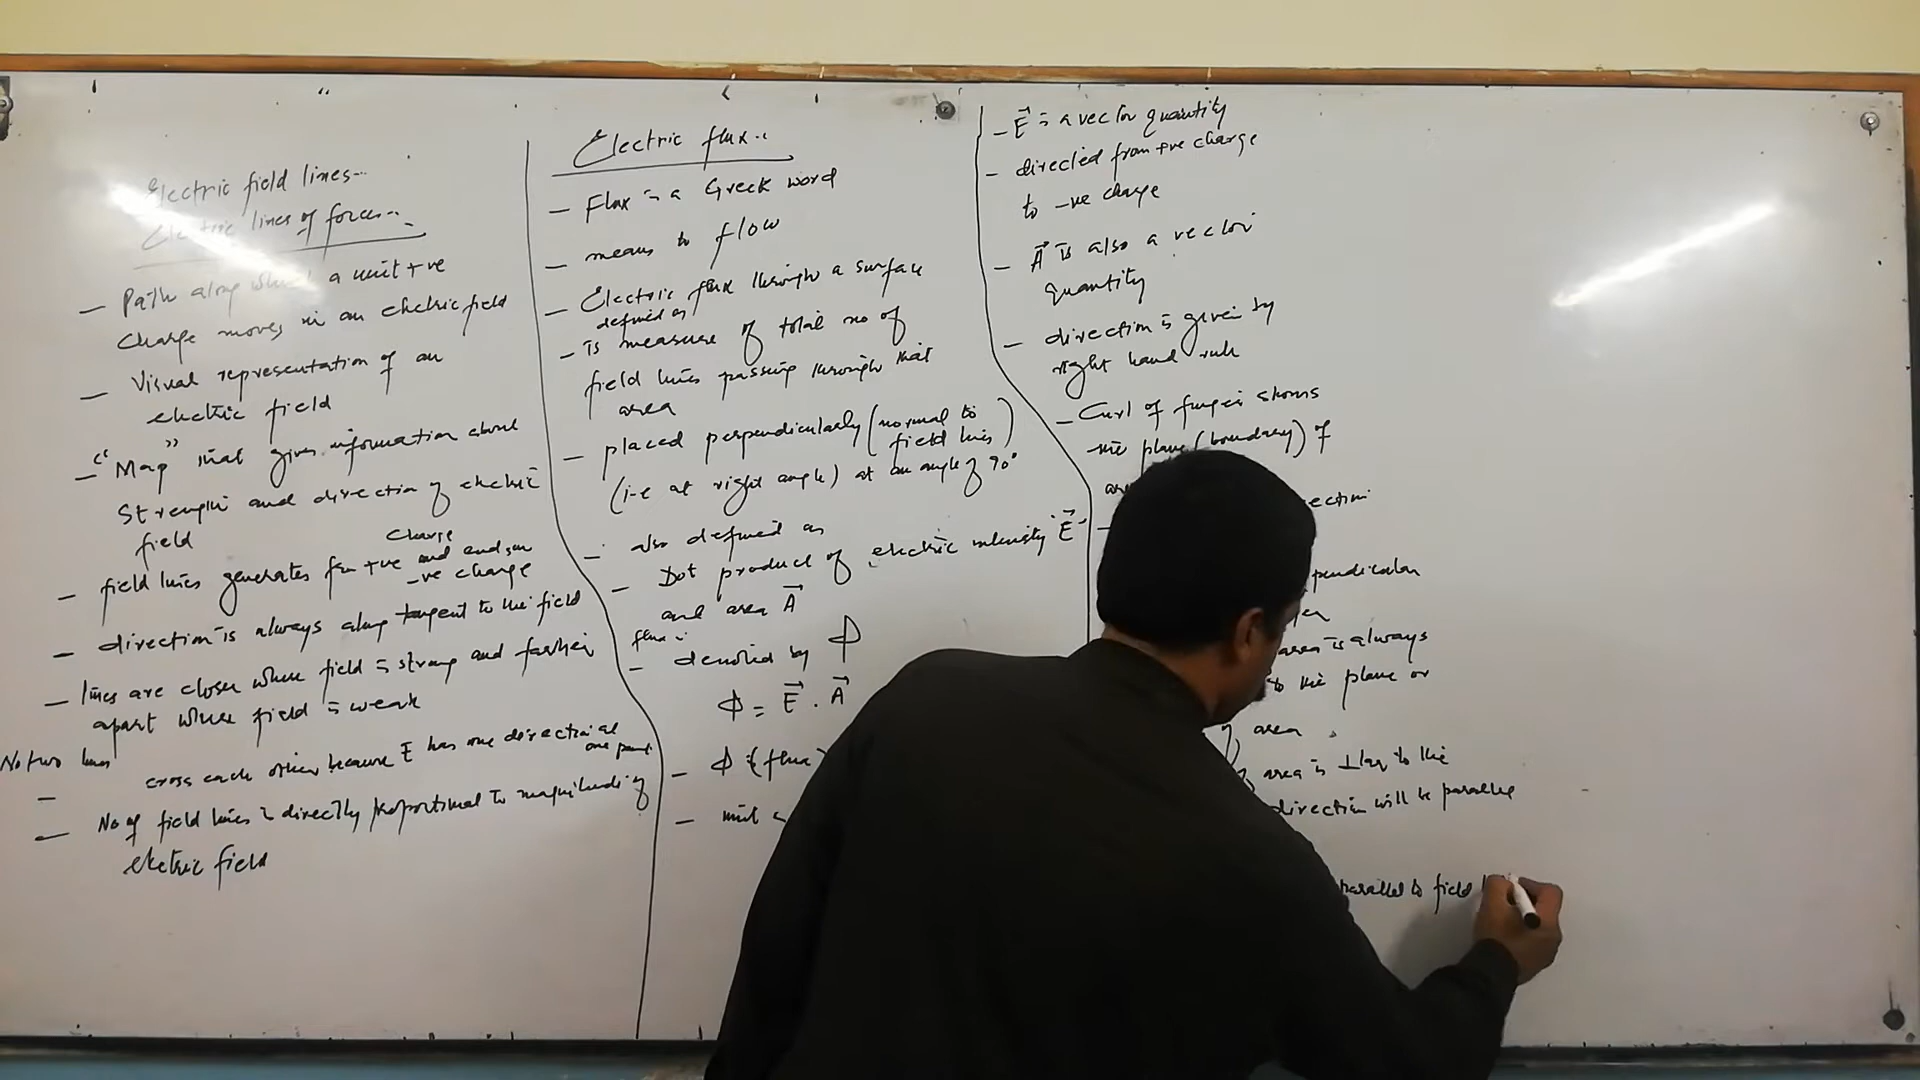 Electric field lines
Electric lines of forces
— Path along which a unit +ve
charge moves in an electric field
— Visual representation of an
electric field
— "Map" that gives information about
strength and direction of electric
field
charge
— field lines generates from +ve and ends on
-ve charge
— direction is always along tangent to the field
— lines are closer where field is strong and farther
apart where field is weak
No two lines
— cross each other because E has one direction at
one point
— No of field lines is directly proportional to magnitude of
electric field
Electric flux
— Flux is a Greek word
— means to flow
— Electric flux through a surface
defined as
— is measure of total no of
field lines passing through that
area
— placed perpendicularly (normal to
field lines)
(i-e at right angle) at an angle of 90°
— also defined as
— Dot product of electric intensity "E"
and area A
flux is
— denoted by ϕ
ϕ = E . A
— ϕ (flux)
— unit
— E is a vector quantity
— directed from +ve charge
to -ve charge
— A is also a vector
quantity
— direction is given by
right hand rule
— Curl of finger shows
the plane (boundary) of
area is always
to the plane or
of area
area is ⊥lar to the
direction will be parallel
parallel to field